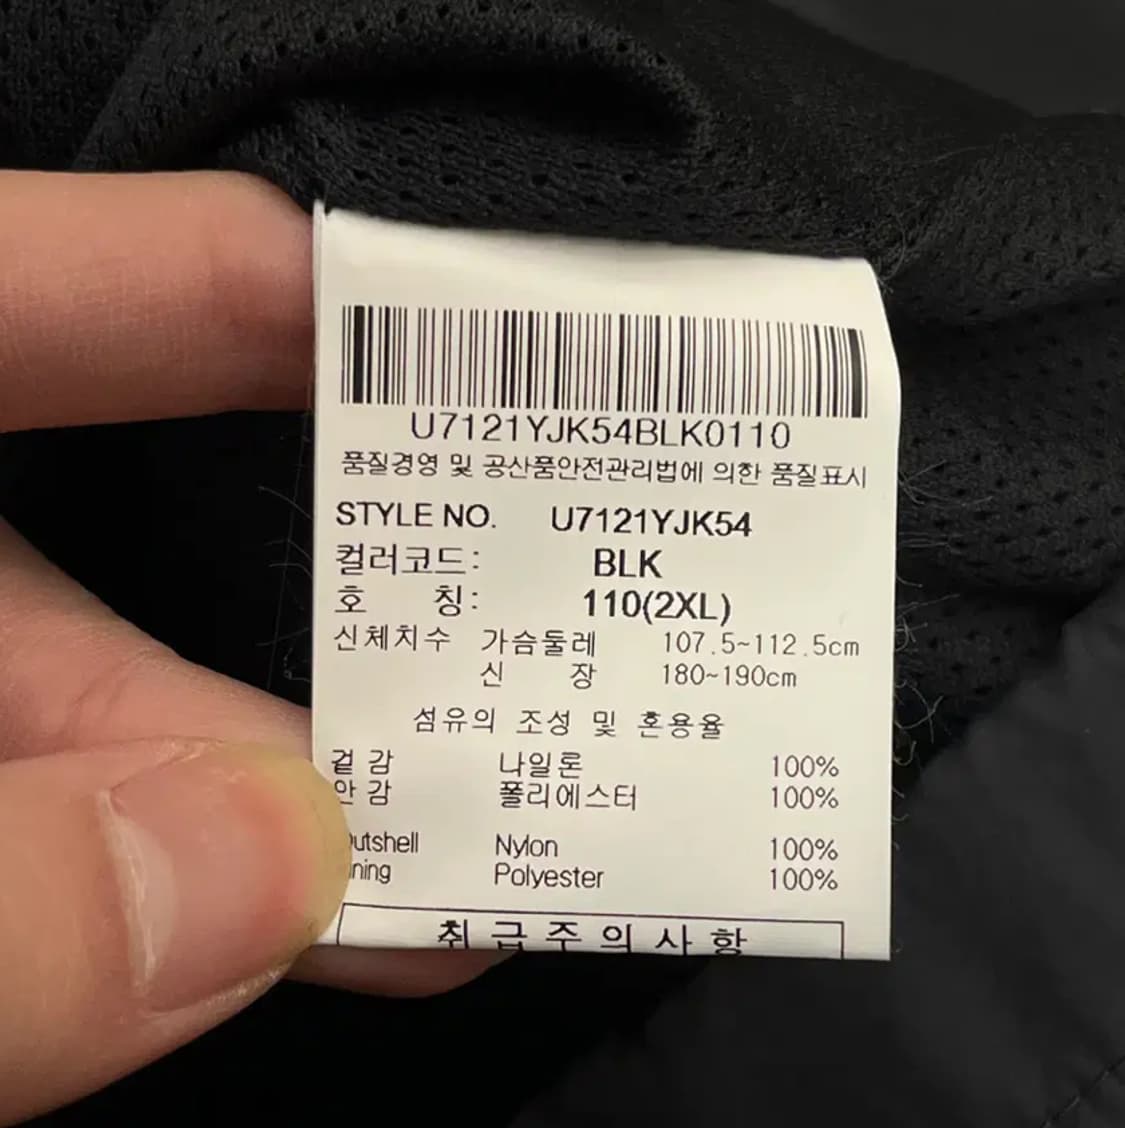 U7121YJK54BLK0110
품질경영 및 공산품안전관리법에 의한 품질표시
STYLE NO. U7121YJK54
컬러코드: BLK
호 칭: 110(2XL)
신체치수 가슴둘레 107.5~112.5cm
신 장 180~190cm
섬유의 조성 및 혼용율
겉감 나일론 100%
안감 폴리에스터 100%
utshell Nylon 100%
ning Polyester 100%
취급주의사항